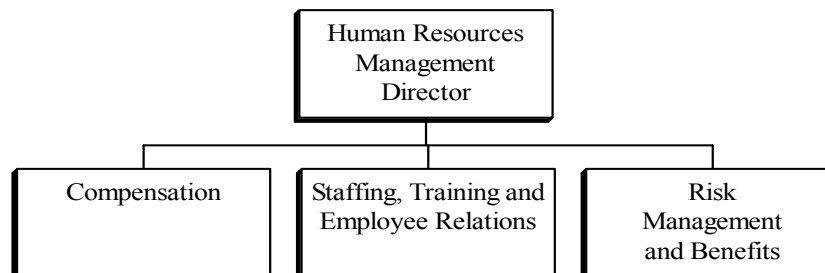 Human Resources
Management
Director
Compensation
Staffing, Training and
Employee Relations
Risk
Management
and Benefits